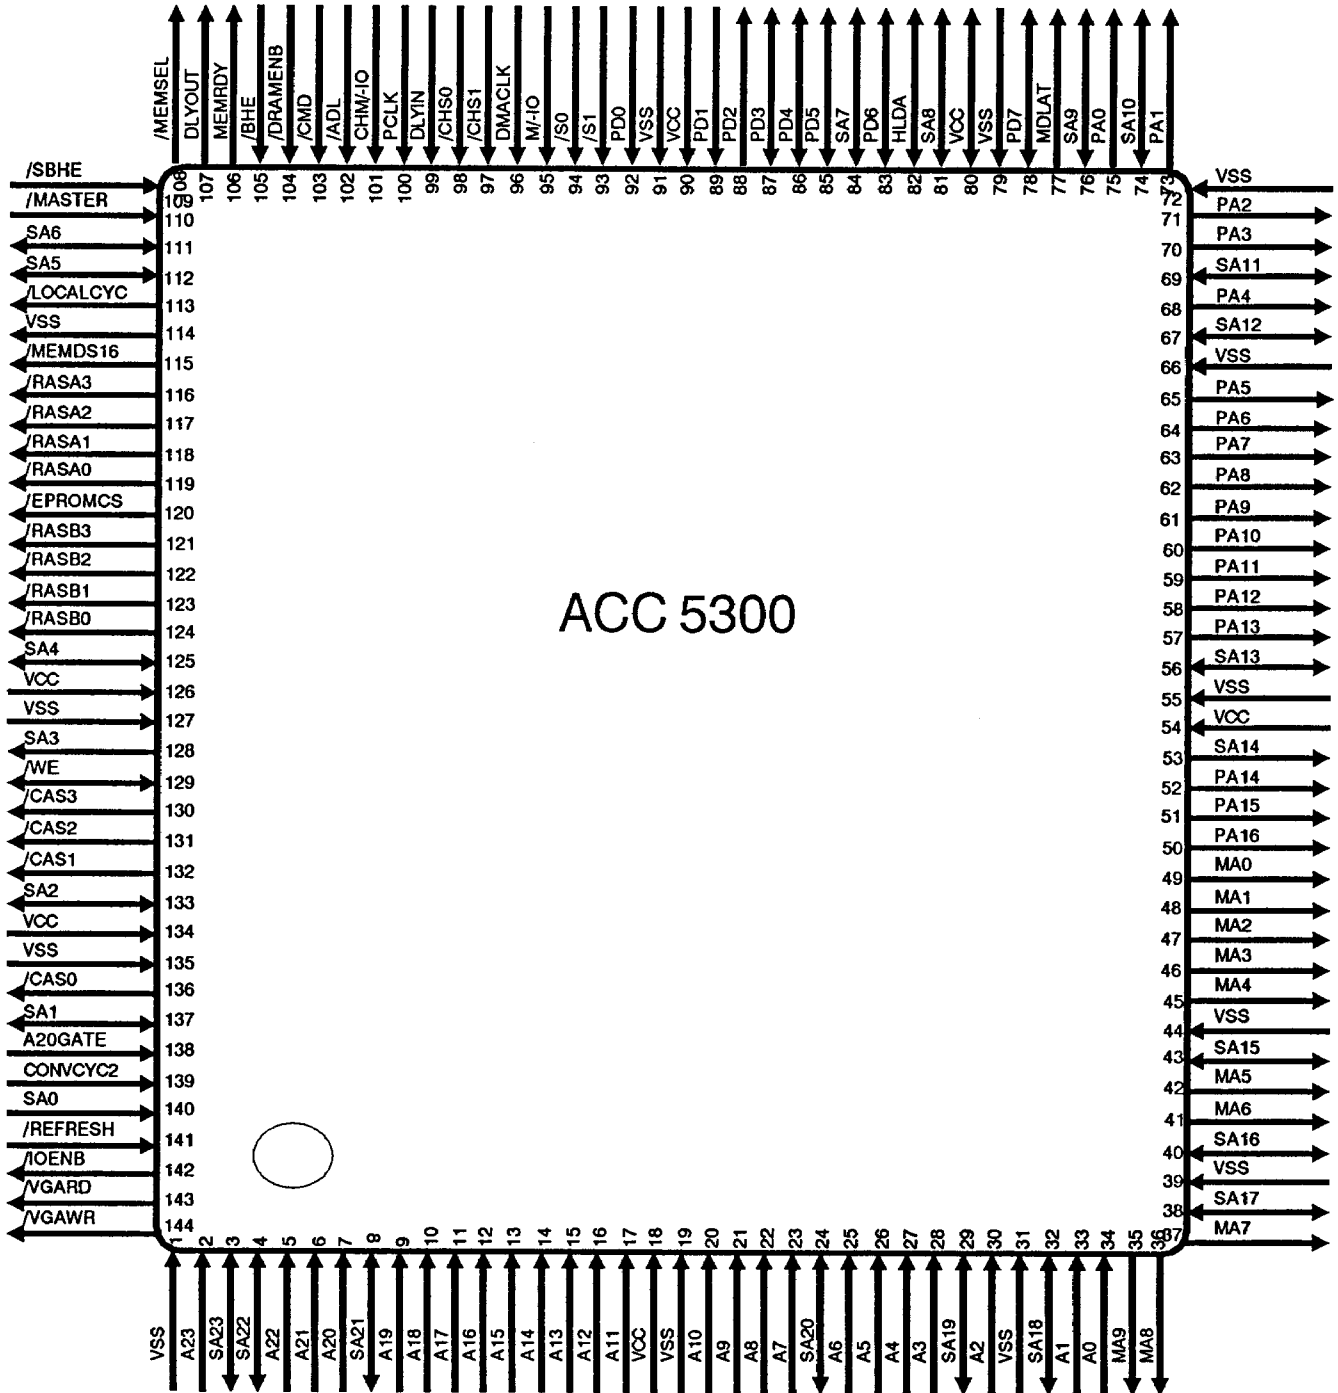 /MEMSEL
DLYOUT
MEMRDY
/BHE
/DRAMENB
/CMD
/ADL
CHM/-IO
PCLK
DLYIN
/CHS0
/CHS1
DMACLK
M/-IO
/S0
/S1
PD0
VSS
VCC
PD1
PD2
PD3
PD4
PD5
SA7
PD6
HLDA
SA8
VCC
VSS
PD7
MDLAT
SA9
PA0
SA10
PA1
108
107
106
105
104
103
102
101
100
99
98
97
96
95
94
93
92
91
90
89
88
87
86
85
84
83
82
81
80
79
78
77
76
75
74
73
/SBHE 109
/MASTER 110
SA6 111
SA5 112
/LOCALCYC 113
VSS 114
/MEMDS16 115
/RASA3 116
/RASA2 117
/RASA1 118
/RASA0 119
/EPROMCS 120
/RASB3 121
/RASB2 122
/RASB1 123
/RASB0 124
SA4 125
VCC 126
VSS 127
SA3 128
/WE 129
/CAS3 130
/CAS2 131
/CAS1 132
SA2 133
VCC 134
VSS 135
/CAS0 136
SA1 137
A20GATE 138
CONVCYC2 139
SA0 140
/REFRESH 141
/IOENB 142
/VGARD 143
/VGAWR 144
ACC 5300
72 VSS
71 PA2
70 PA3
69 SA11
68 PA4
67 SA12
66 VSS
65 PA5
64 PA6
63 PA7
62 PA8
61 PA9
60 PA10
59 PA11
58 PA12
57 PA13
56 SA13
55 VSS
54 VCC
53 SA14
52 PA14
51 PA15
50 PA16
49 MA0
48 MA1
47 MA2
46 MA3
45 MA4
44 VSS
43 SA15
42 MA5
41 MA6
40 SA16
39 VSS
38 SA17
37 MA7
1
2
3
4
5
6
7
8
9
10
11
12
13
14
15
16
17
18
19
20
21
22
23
24
25
26
27
28
29
30
31
32
33
34
35
36
VSS
A23
SA23
SA22
A22
A21
A20
SA21
A19
A18
A17
A16
A15
A14
A13
A12
A11
VCC
VSS
A10
A9
A8
A7
SA20
A6
A5
A4
A3
SA19
A2
VSS
SA18
A1
A0
MA9
MA8